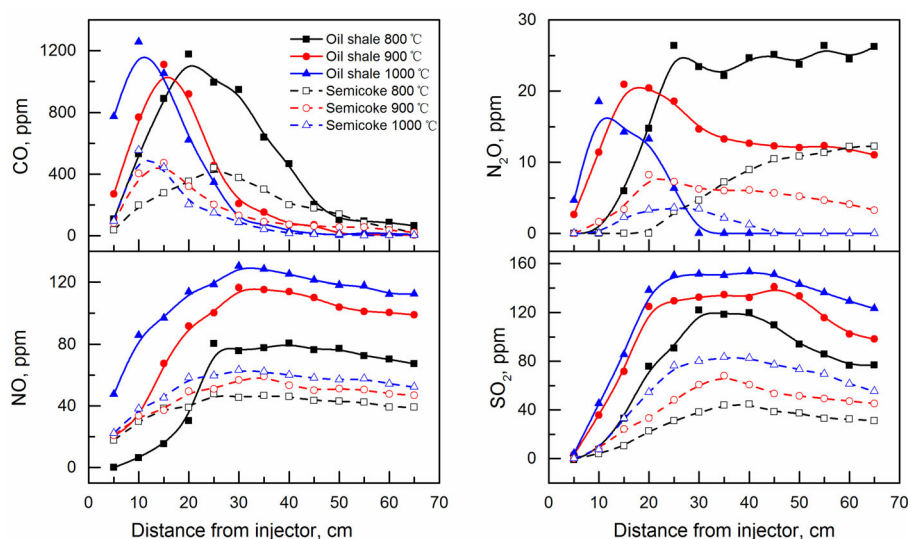 CO, ppm
1200
800
400
0
Oil shale 800 ℃
Oil shale 900 ℃
Oil shale 1000 ℃
Semicoke 800 ℃
Semicoke 900 ℃
Semicoke 1000 ℃
N₂O, ppm
30
20
10
0
NO, ppm
120
80
40
0
0 10 20 30 40 50 60 70
Distance from injector, cm
SO₂, ppm
160
120
80
40
0
0 10 20 30 40 50 60 70
Distance from injector, cm